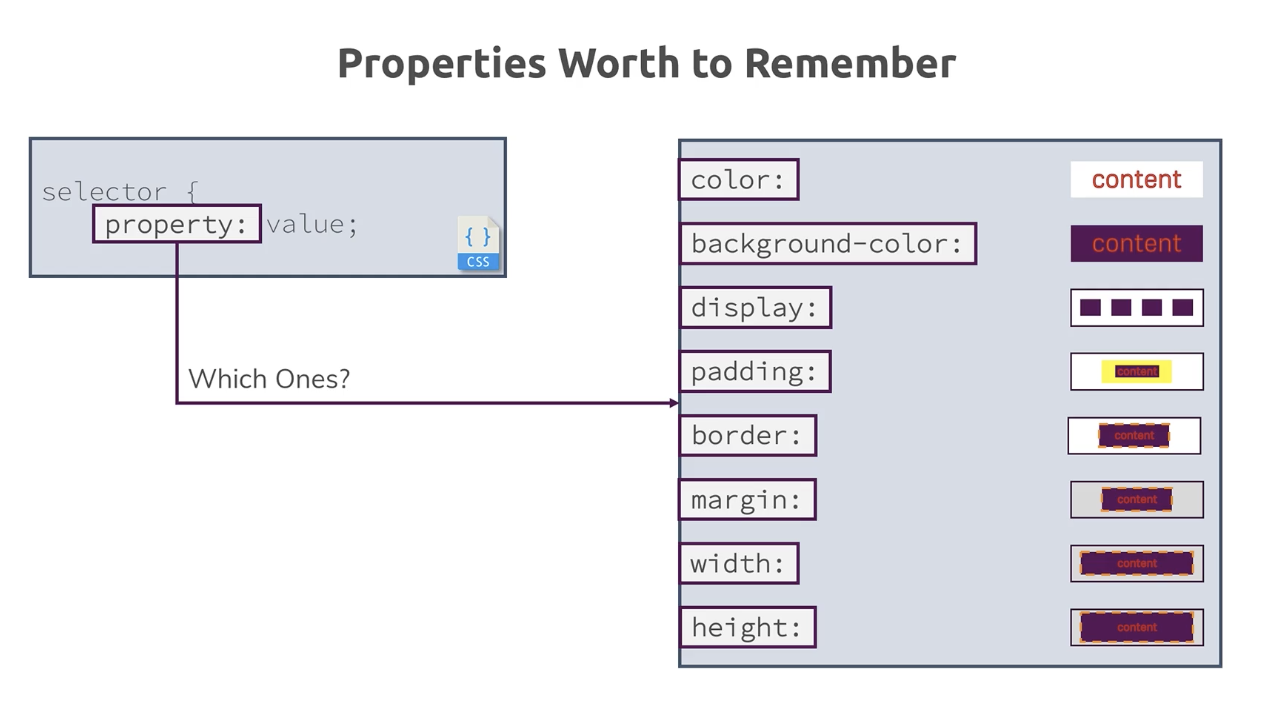 Properties Worth to Remember
selector {
property: value;
{ }
CSS
Which Ones?
color:
content
background-color:
content
display:
padding:
content
border:
content
margin:
content
width:
content
height:
content